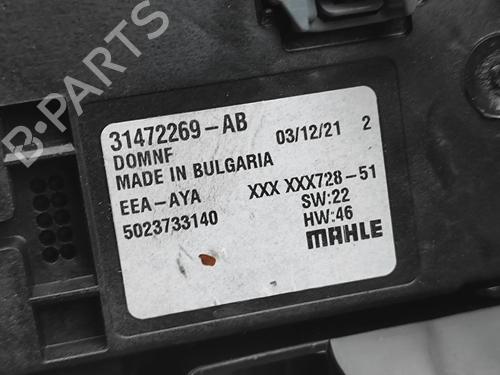 B-PARTS
31472269-AB 03/12/21 2
DOMNF
MADE IN BULGARIA
EEA-AYA XXX XXX728-51
5023733140 SW:22
HW:46
MAHLE